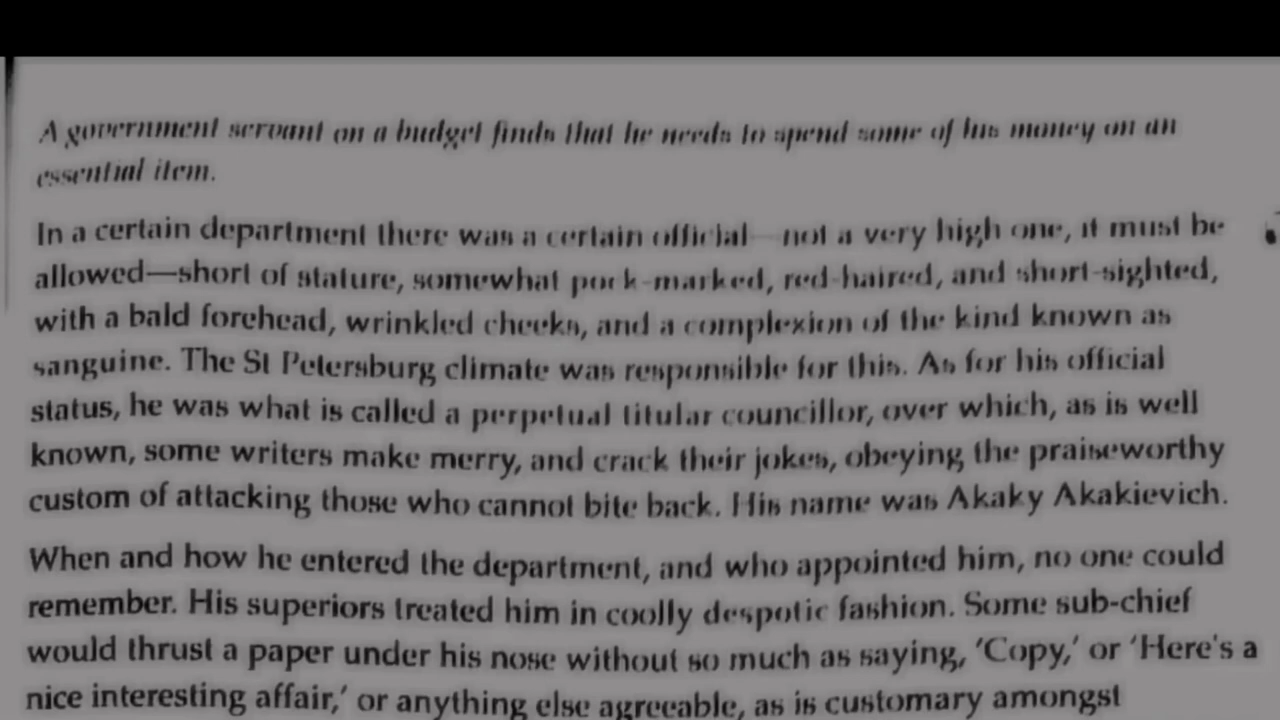 A government servant on a budget finds that he needs to spend some of his money on an
essential item.
In a certain department there was a certain official—not a very high one, it must be
allowed—short of stature, somewhat pock-marked, red-haired, and short-sighted,
with a bald forehead, wrinkled cheeks, and a complexion of the kind known as
sanguine. The St Petersburg climate was responsible for this. As for his official
status, he was what is called a perpetual titular councillor, over which, as is well
known, some writers make merry, and crack their jokes, obeying the praiseworthy
custom of attacking those who cannot bite back. His name was Akaky Akakievich.
When and how he entered the department, and who appointed him, no one could
remember. His superiors treated him in coolly despotic fashion. Some sub-chief
would thrust a paper under his nose without so much as saying, 'Copy,' or 'Here's a
nice interesting affair,' or anything else agreeable, as is customary amongst